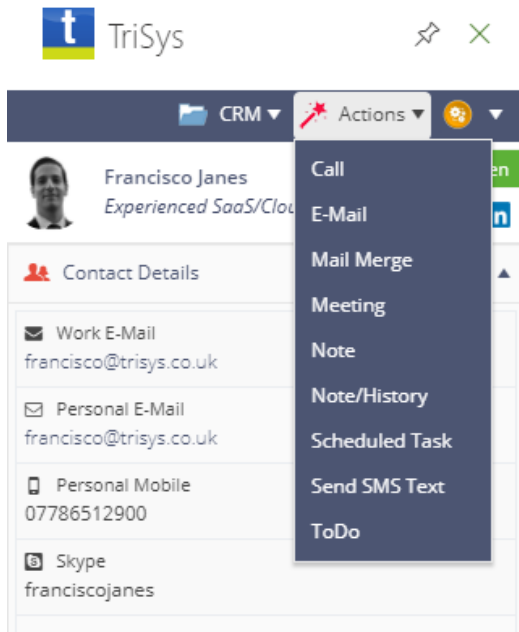 t TriSys
CRM Actions
Francisco Janes
Experienced SaaS/Clou
en
in
Contact Details
Work E-Mail
francisco@trisys.co.uk
Personal E-Mail
francisco@trisys.co.uk
Personal Mobile
07786512900
S Skype
franciscojanes
Call
E-Mail
Mail Merge
Meeting
Note
Note/History
Scheduled Task
Send SMS Text
ToDo